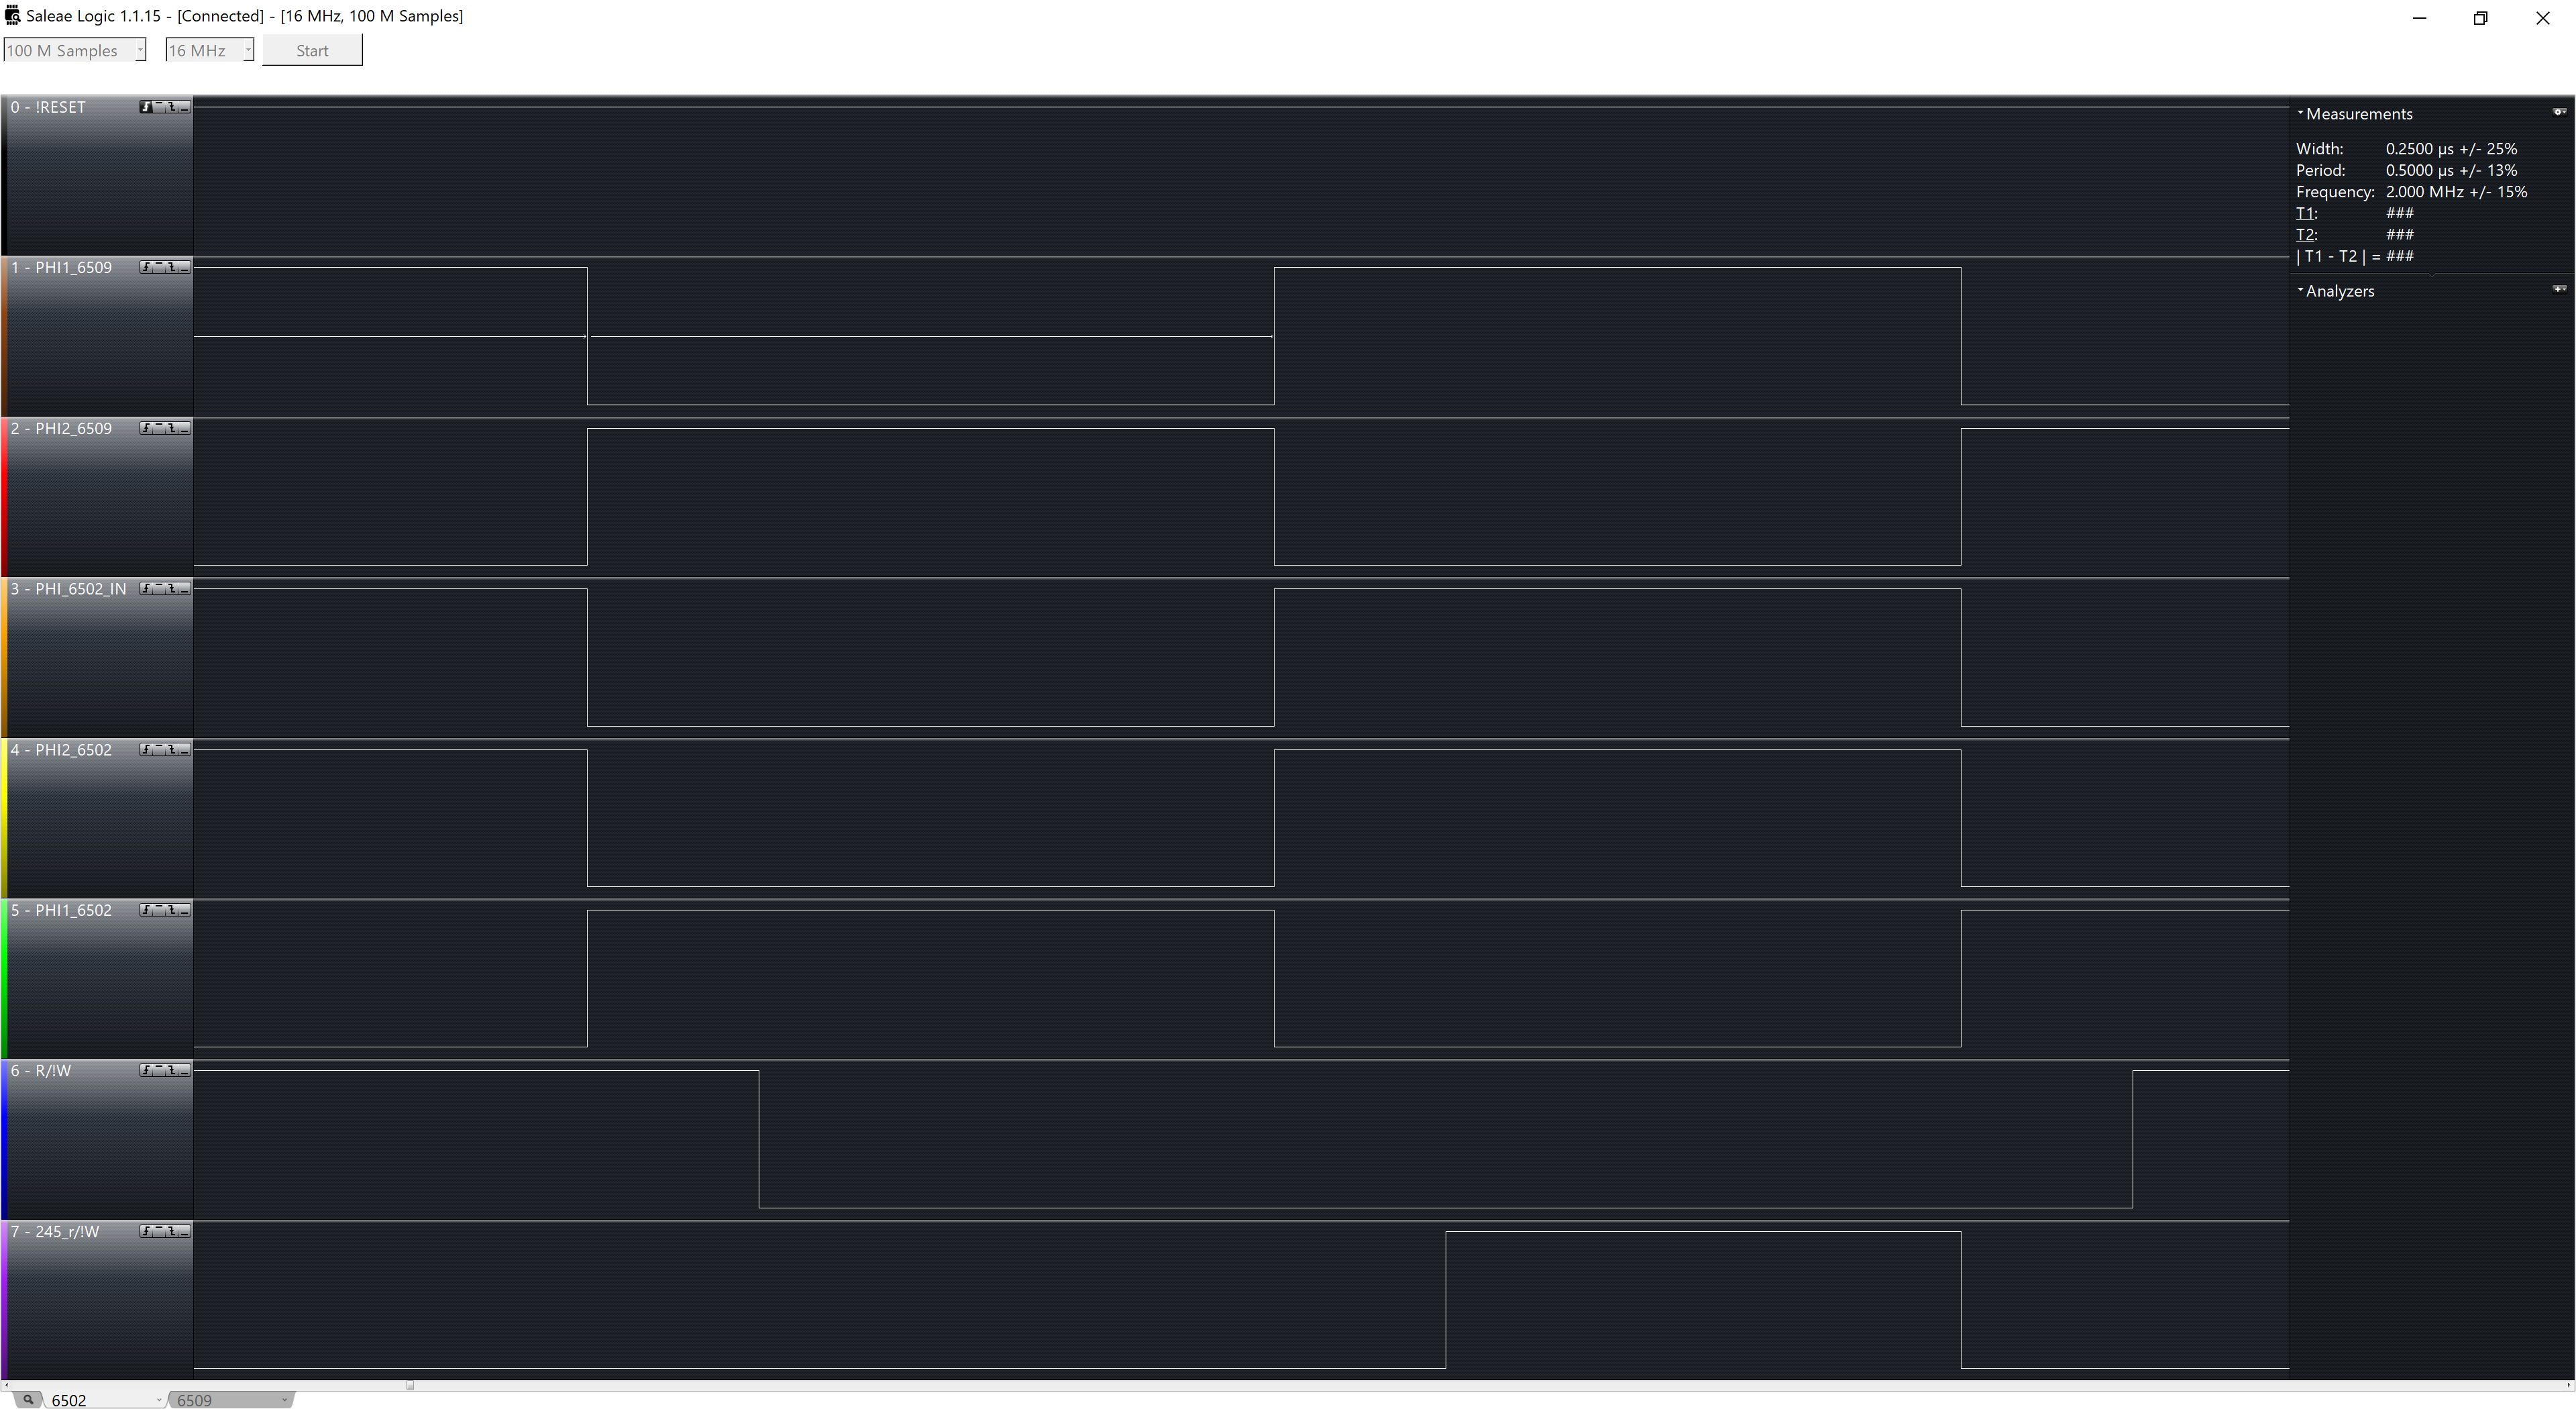 Saleae Logic 1.1.15 - [Connected] - [16 MHz, 100 M Samples]
100 M Samples 16 MHz Start
0 - !RESET
1 - PHI1_6509
2 - PHI2_6509
3 - PHI_6502_IN
4 - PHI2_6502
5 - PHI1_6502
6 - R/!W
7 - 245_r/!W
Measurements
Width: 0.2500 µs +/- 25%
Period: 0.5000 µs +/- 13%
Frequency: 2.000 MHz +/- 15%
T1: ###
T2: ###
| T1 - T2 | = ###
Analyzers
6502 6509